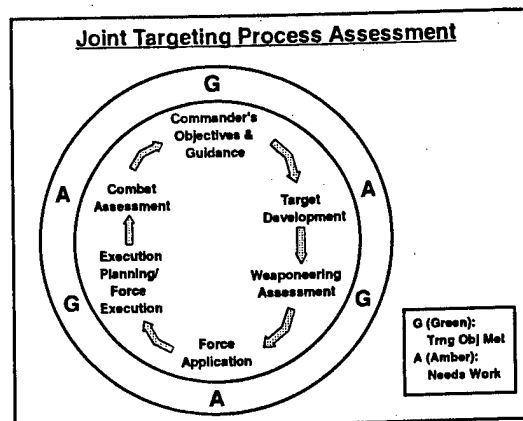 Joint Targeting Process Assessment
G
Commander's
Objectives &
Guidance
A
Target
Development
Weaponeering
Assessment
G
Force
Application
A
Execution
Planning/
Force
Execution
G
Combat
Assessment
A
G (Green):
Trng Obj Met
A (Amber):
Needs Work